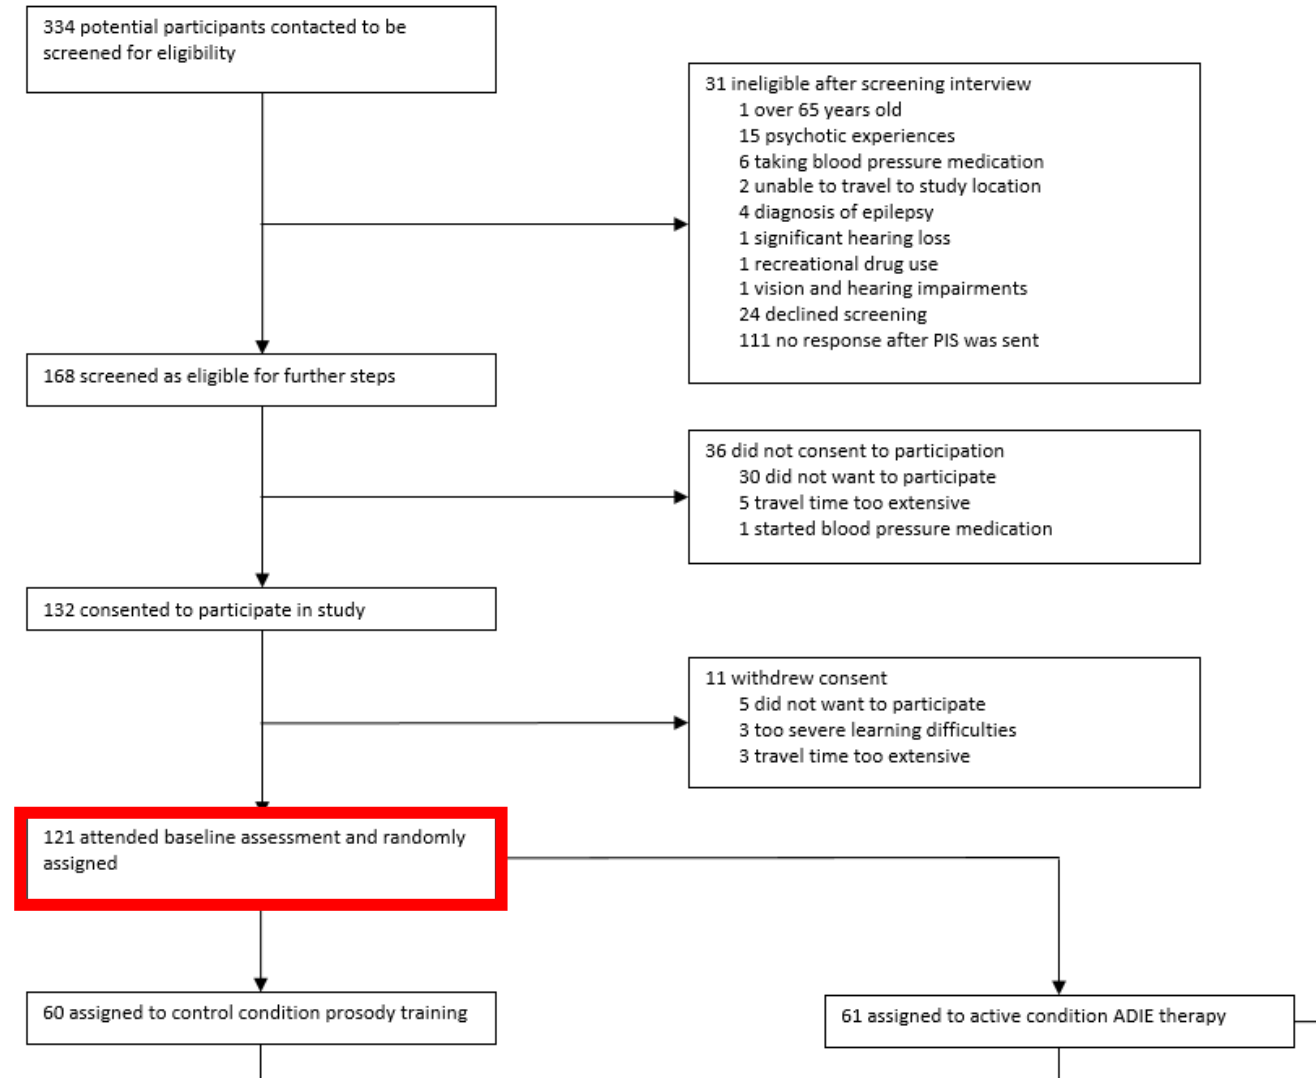 334 potential participants contacted to be
screened for eligibility
31 ineligible after screening interview
1 over 65 years old
15 psychotic experiences
6 taking blood pressure medication
2 unable to travel to study location
4 diagnosis of epilepsy
1 significant hearing loss
1 recreational drug use
1 vision and hearing impairments
24 declined screening
111 no response after PIS was sent
168 screened as eligible for further steps
36 did not consent to participation
30 did not want to participate
5 travel time too extensive
1 started blood pressure medication
132 consented to participate in study
11 withdrew consent
5 did not want to participate
3 too severe learning difficulties
3 travel time too extensive
121 attended baseline assessment and randomly
assigned
60 assigned to control condition prosody training
61 assigned to active condition ADIE therapy